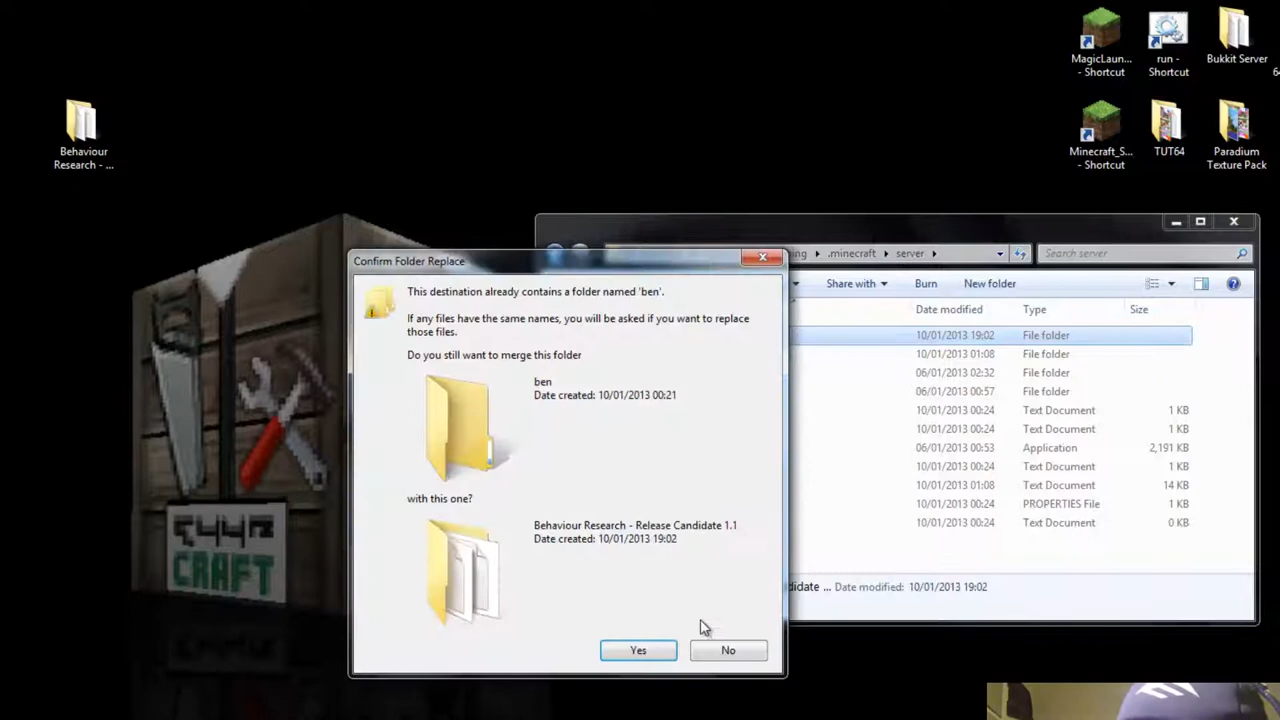 MagicLaun...
- Shortcut
run -
Shortcut
Bukkit Server
Behaviour
Research - ...
Minecraft_S...
- Shortcut
TUT64
Paradium
Texture Pack
Confirm Folder Replace
This destination already contains a folder named 'ben'.
If any files have the same names, you will be asked if you want to replace
those files.
Do you still want to merge this folder
ben
Date created: 10/01/2013 00:21
with this one?
Behaviour Research - Release Candidate 1.1
Date created: 10/01/2013 19:02
Yes
No
.minecraft
server
Search server
Share with
Burn
New folder
Date modified
Type
Size
10/01/2013 19:02 File folder
10/01/2013 01:08 File folder
06/01/2013 02:32 File folder
06/01/2013 00:57 File folder
10/01/2013 00:24 Text Document 1 KB
10/01/2013 00:24 Text Document 1 KB
06/01/2013 00:53 Application 2,191 KB
10/01/2013 00:24 Text Document 1 KB
10/01/2013 01:08 Text Document 14 KB
10/01/2013 00:24 PROPERTIES File 1 KB
10/01/2013 00:24 Text Document 0 KB
Date modified: 10/01/2013 19:02
CRAFT